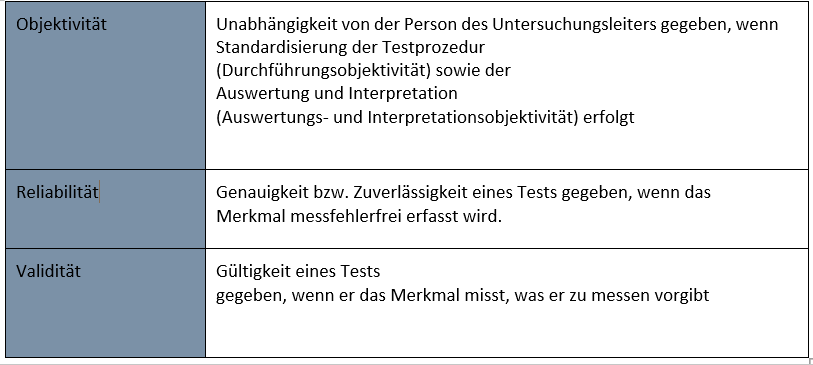 Objektivität
Unabhängigkeit von der Person des Untersuchungsleiters gegeben, wenn
Standardisierung der Testprozedur
(Durchführungsobjektivität) sowie der
Auswertung und Interpretation
(Auswertungs- und Interpretationsobjektivität) erfolgt
Reliabilität
Genauigkeit bzw. Zuverlässigkeit eines Tests gegeben, wenn das
Merkmal messfehlerfrei erfasst wird.
Validität
Gültigkeit eines Tests
gegeben, wenn er das Merkmal misst, was er zu messen vorgibt